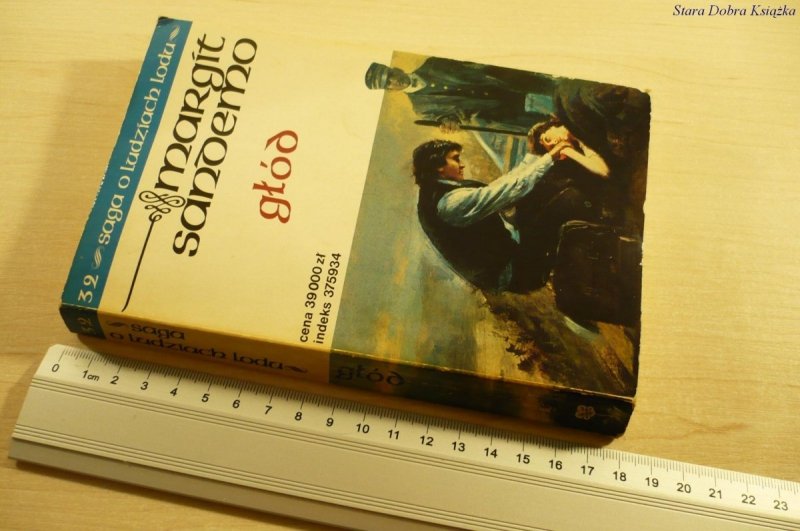 Stara Dobra Książka
32 saga o ludziach lodu
margit
sandemo
głód
cena 39 000 zł
indeks 375934
32
saga
o ludziach lodu
głód
0 1cm 2 3 4 5 6 7 8 9 10 11 12 13 14 15 16 17 18 19 20 21 22 23